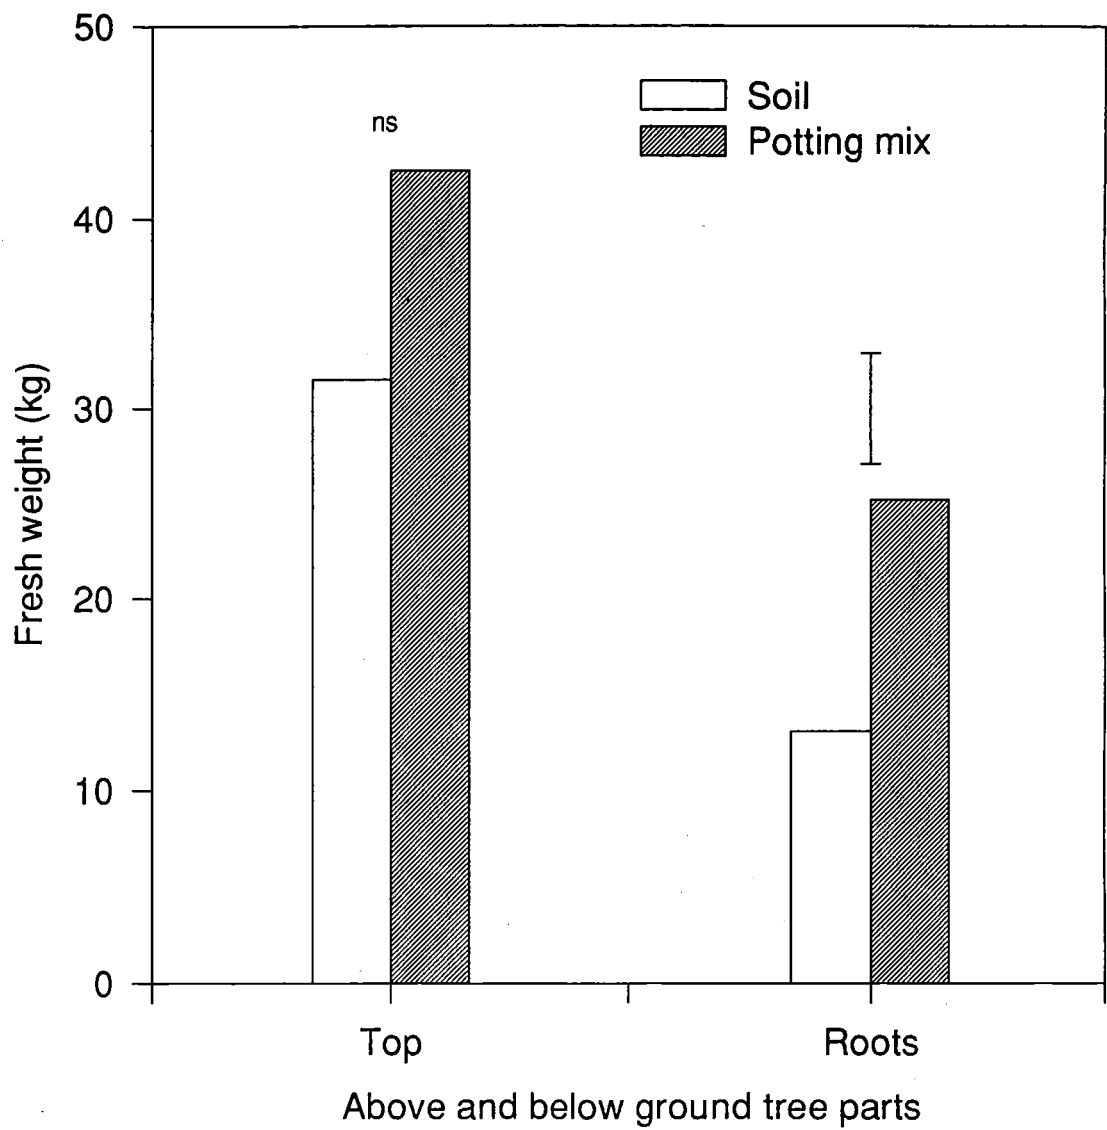 50
40
30
20
10
0
Fresh weight (kg)
ns
Soil
Potting mix
Top
Roots
Above and below ground tree parts